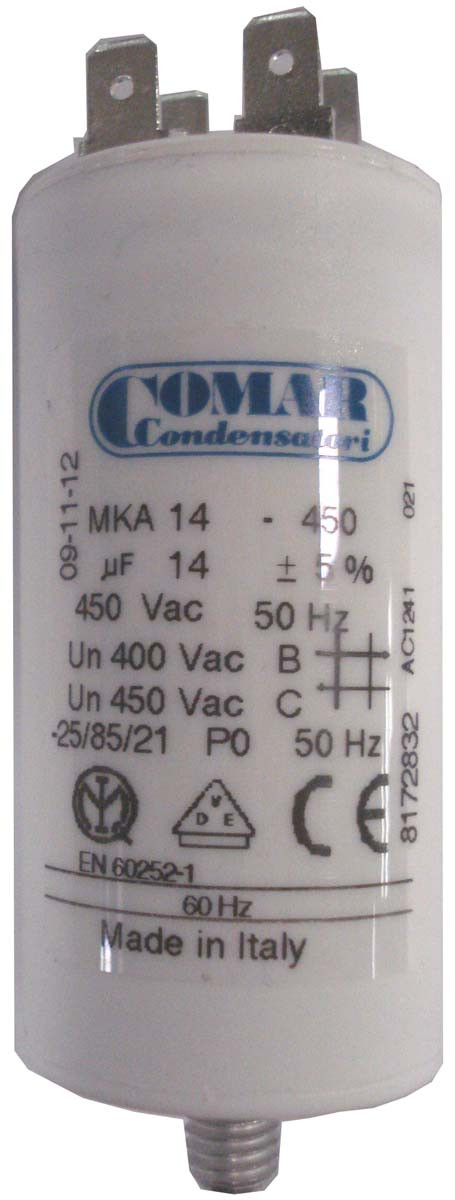 COMAR
Condensatori
MKA 14 - 450
µF 14 ± 5%
450 Vac 50 Hz
Un 400 Vac B
Un 450 Vac C
-25/85/21 P0 50 Hz
VDE
CE
EN 60252-1
60 Hz
Made in Italy
09-11-12
8172832 AC1241 021